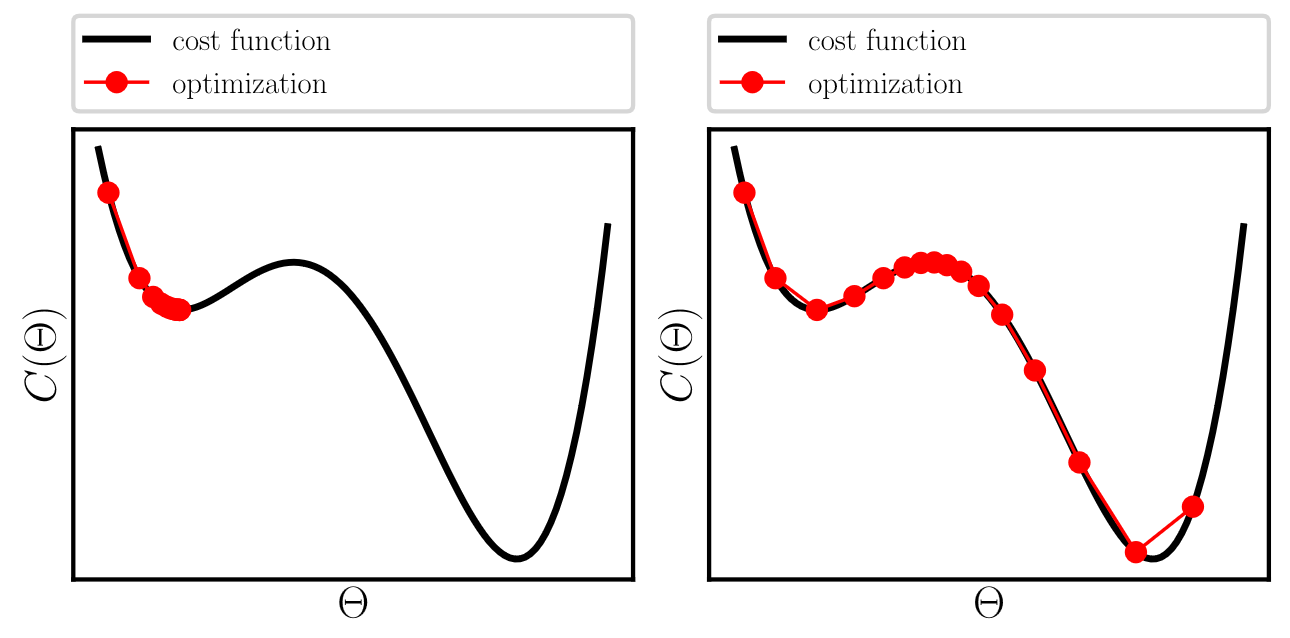 cost function
optimization
C(Θ)
Θ
cost function
optimization
C(Θ)
Θ